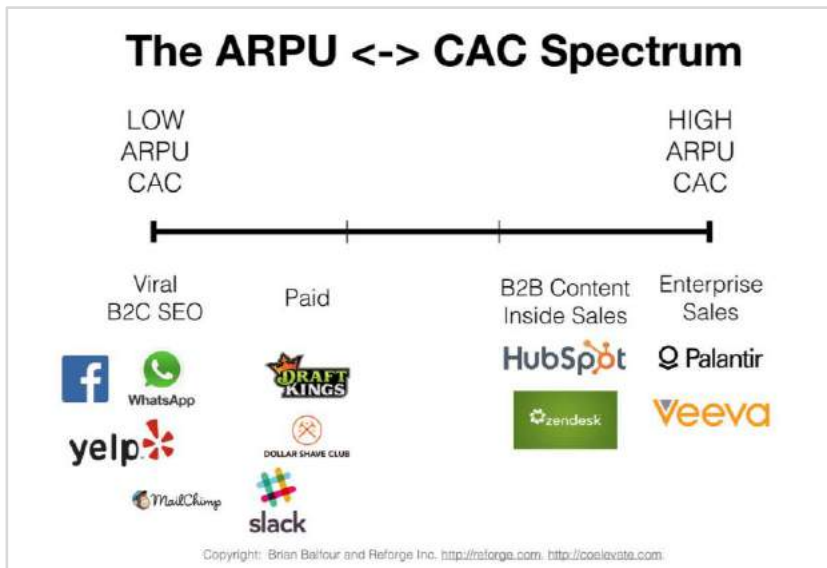 The ARPU <-> CAC Spectrum
LOW
ARPU
CAC
HIGH
ARPU
CAC
Viral
B2C SEO
Paid
B2B Content
Inside Sales
Enterprise
Sales
f
WhatsApp
yelp
MailChimp
DRAFT
KINGS
DOLLAR SHAVE CLUB
slack
HubSpot
zendesk
Palantir
Veeva
Copyright: Brian Balfour and Reforge Inc. http://reforge.com, http://coelevate.com.